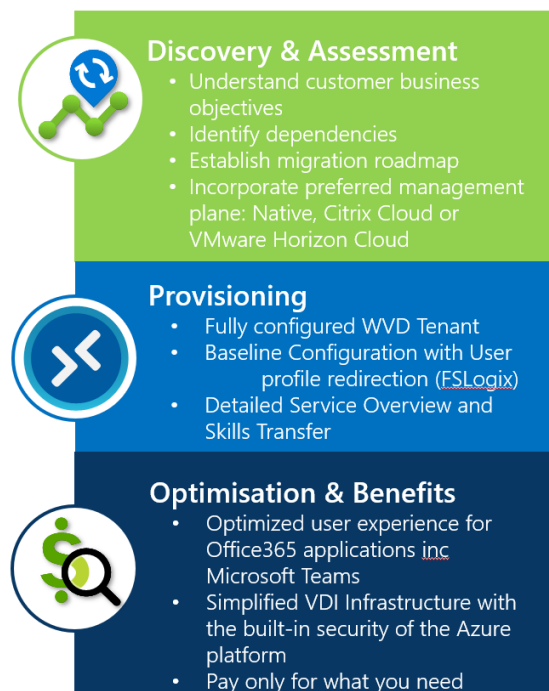 Discovery & Assessment
• Understand customer business
objectives
• Identify dependencies
• Establish migration roadmap
• Incorporate preferred management
plane: Native, Citrix Cloud or
VMware Horizon Cloud
Provisioning
• Fully configured WVD Tenant
• Baseline Configuration with User
profile redirection (FSLogix)
• Detailed Service Overview and
Skills Transfer
Optimisation & Benefits
• Optimized user experience for
Office365 applications inc
Microsoft Teams
• Simplified VDI Infrastructure with
the built-in security of the Azure
platform
• Pay only for what you need